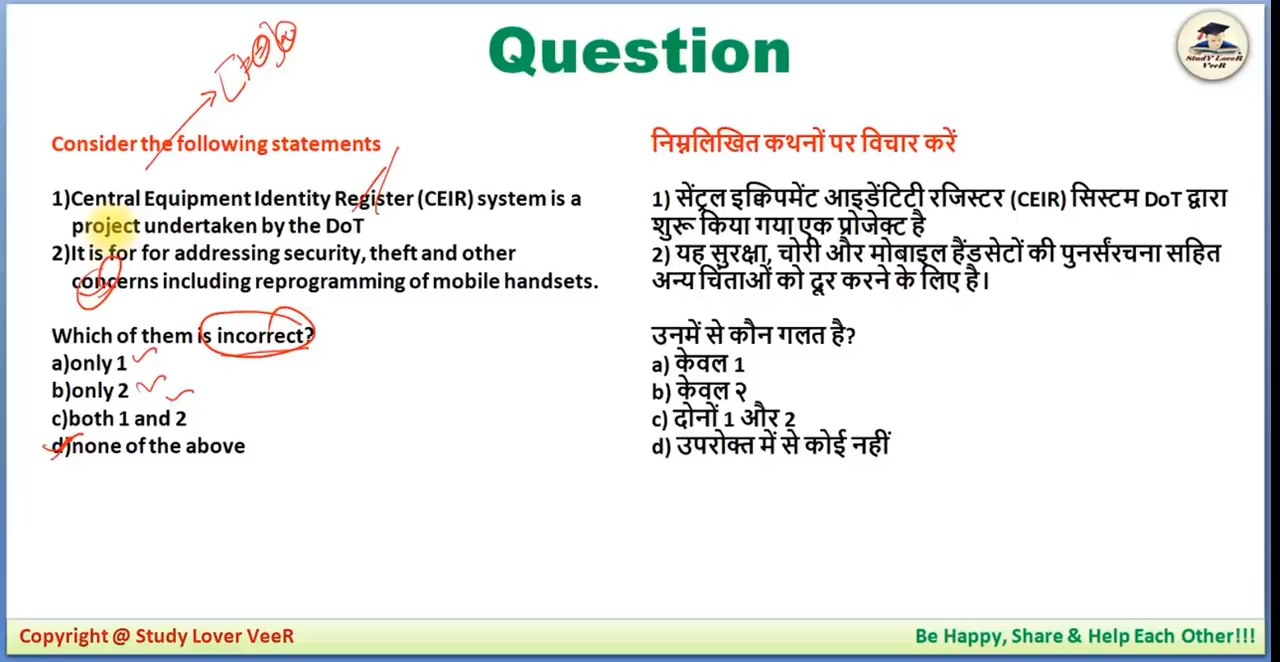 Question
StudY LoveR
VeeR
Consider the following statements
1)Central Equipment Identity Register (CEIR) system is a
project undertaken by the DoT
2)It is for for addressing security, theft and other
concerns including reprogramming of mobile handsets.
Which of them is incorrect?
a)only 1
b)only 2
c)both 1 and 2
d)none of the above
निम्नलिखित कथनों पर विचार करें
1) सेंट्रल इक्विपमेंट आइडेंटिटी रजिस्टर (CEIR) सिस्टम DoT द्वारा
शुरू किया गया एक प्रोजेक्ट है
2) यह सुरक्षा, चोरी और मोबाइल हैंडसेटों की पुनर्संरचना सहित
अन्य चिंताओं को दूर करने के लिए है।
उनमें से कौन गलत है?
a) केवल 1
b) केवल २
c) दोनों 1 और 2
d) उपरोक्त में से कोई नहीं
Copyright @ Study Lover VeeR
Be Happy, Share & Help Each Other!!!